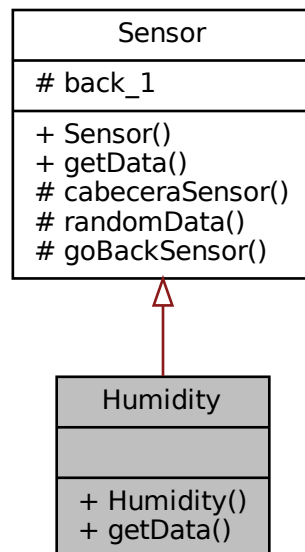 Sensor
# back_1
+ Sensor()
+ getData()
# cabeceraSensor()
# randomData()
# goBackSensor()
Humidity
+ Humidity()
+ getData()